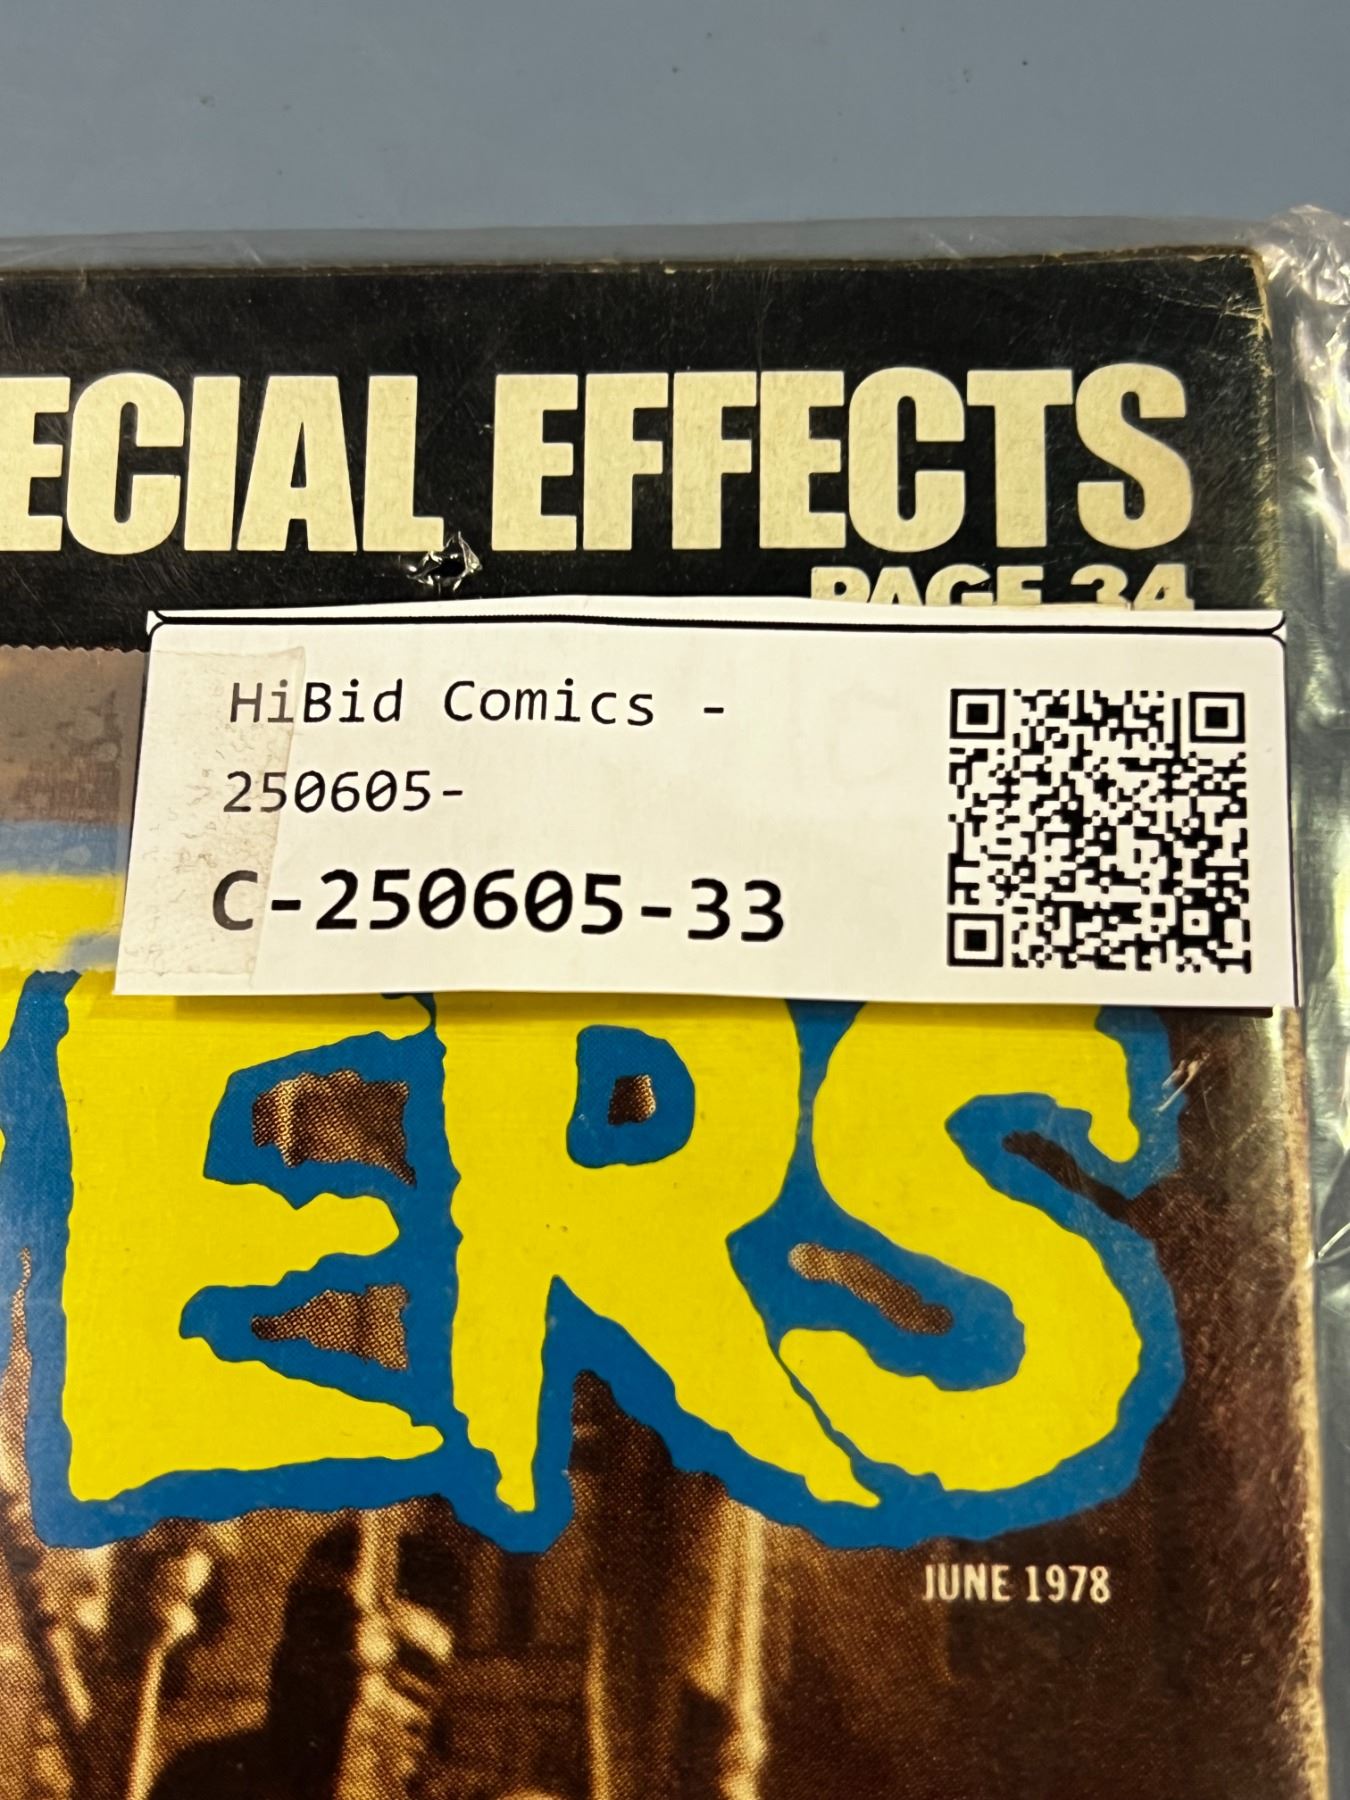 ECIAL EFFECTS
PAGE 34
HiBid Comics -
250605-
C-250605-33
ERS
JUNE 1978